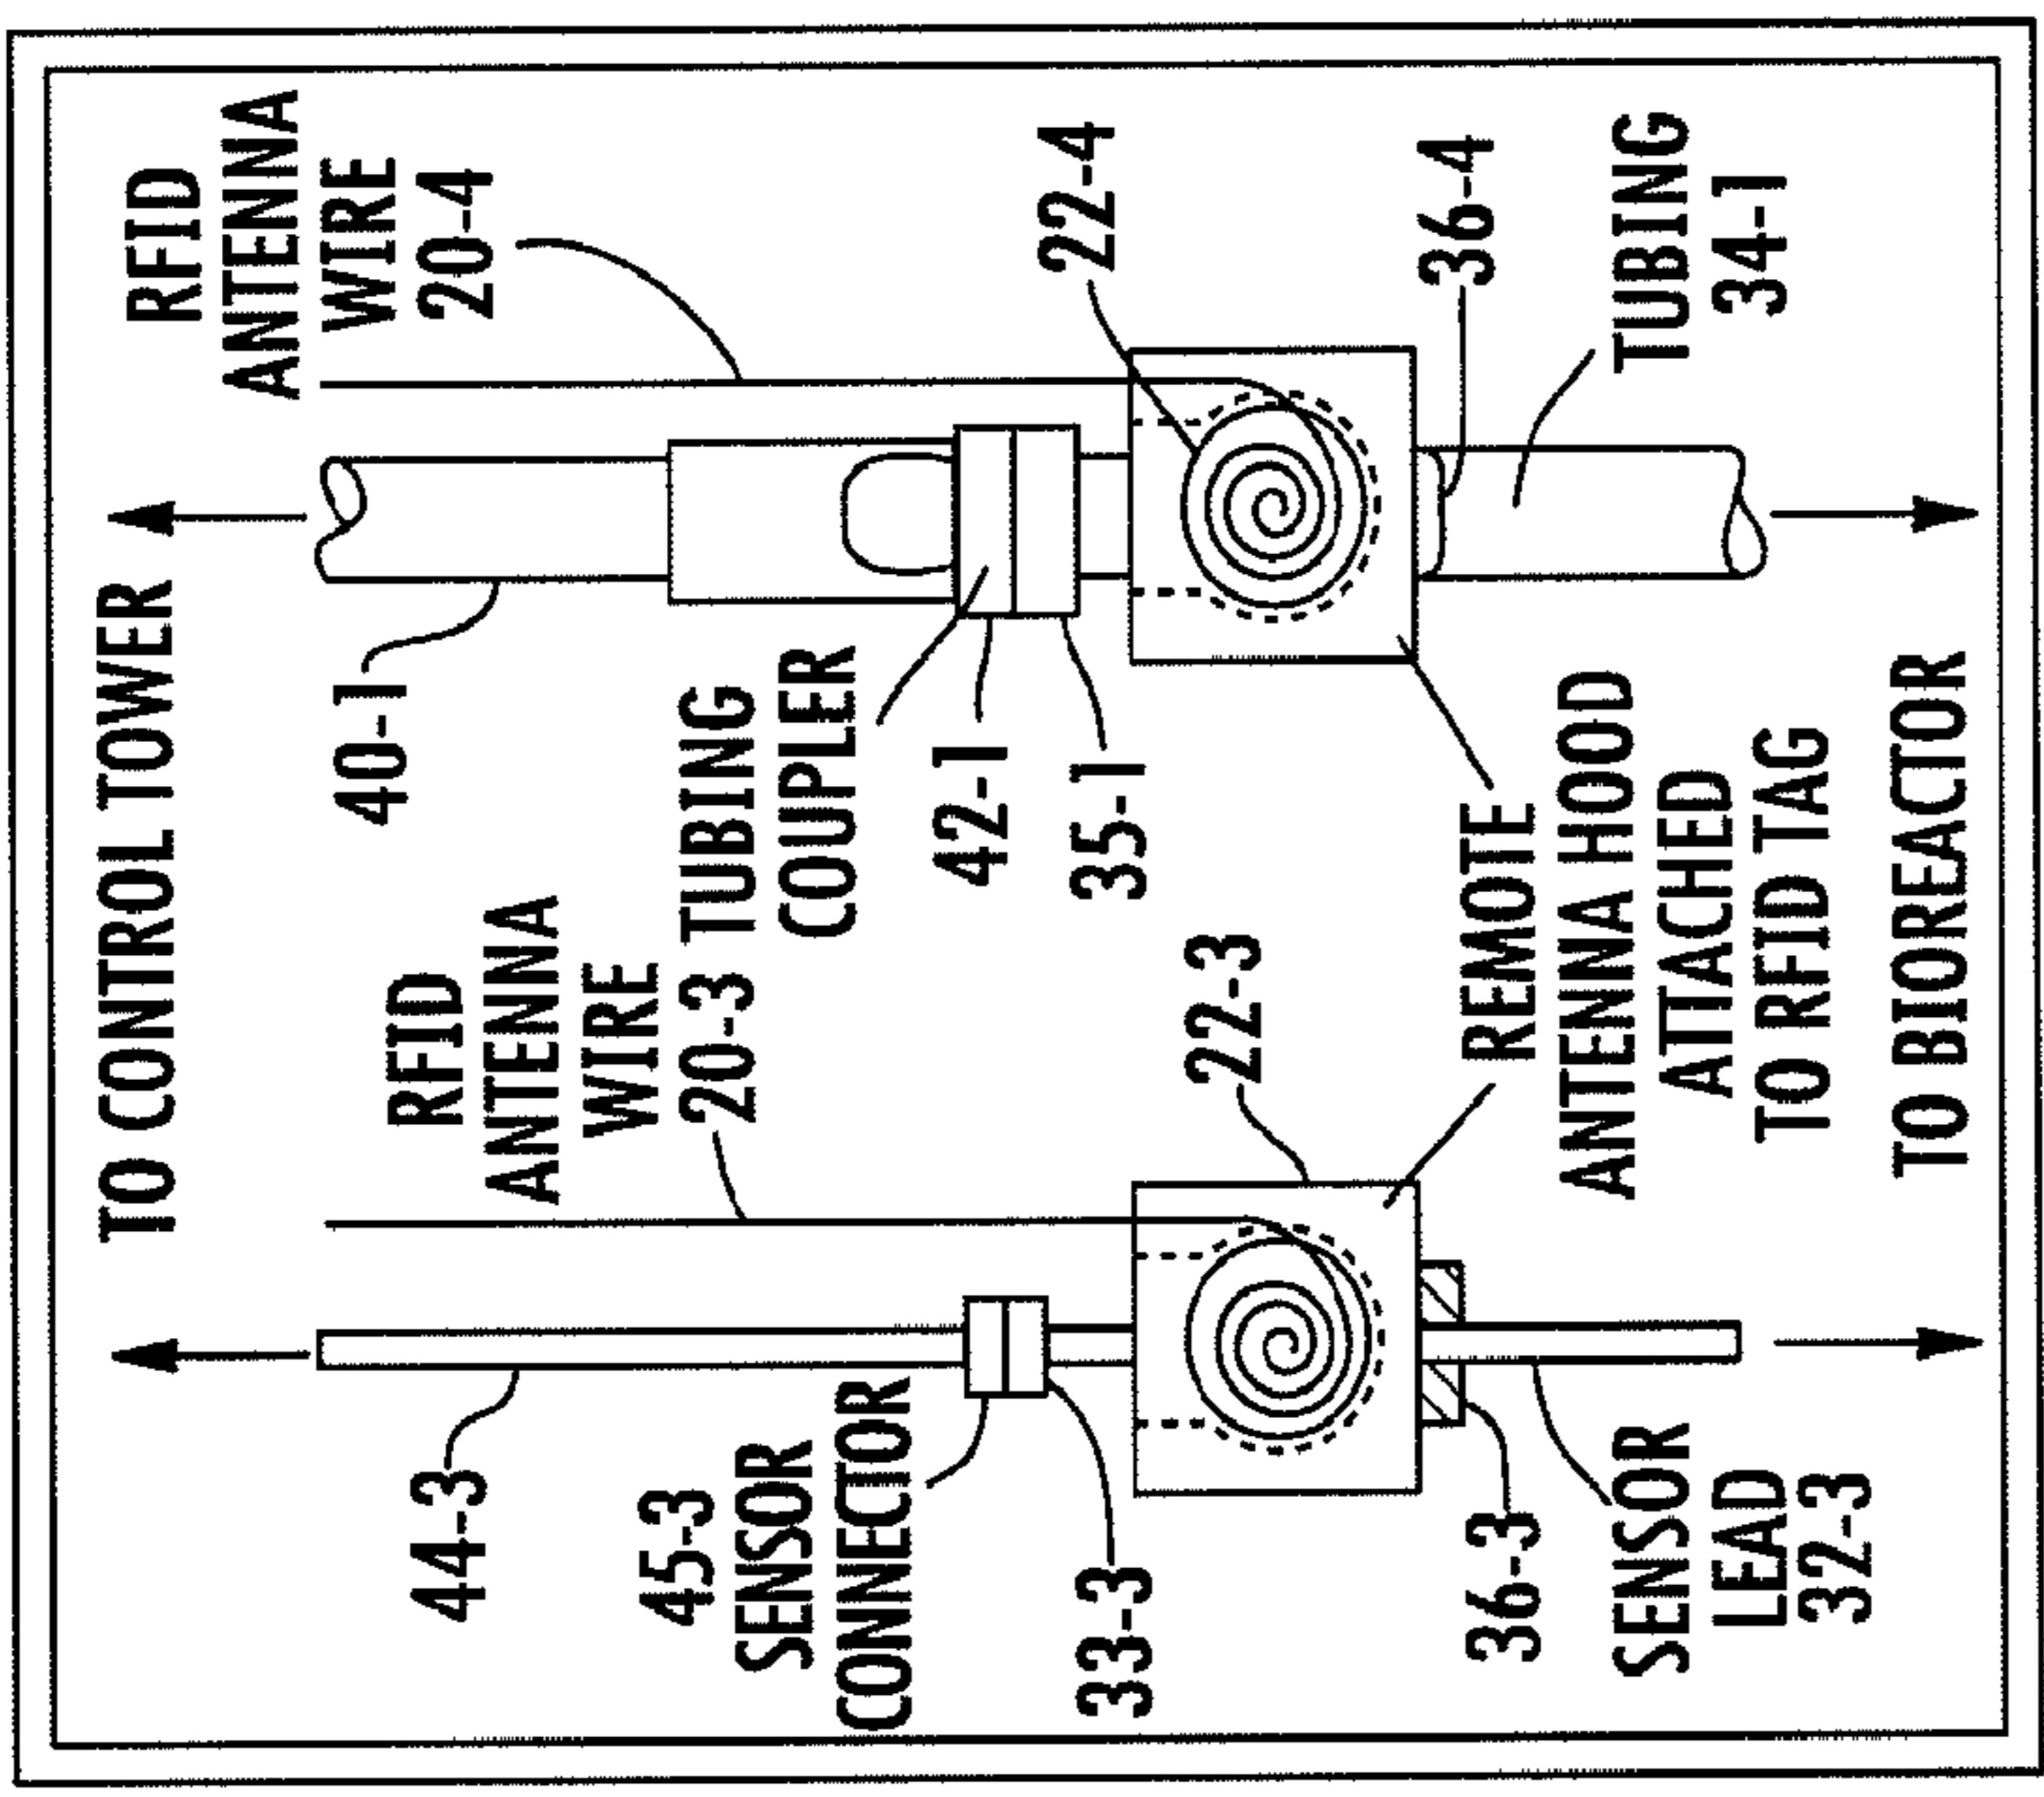 TO CONTROL TOWER
RFID
ANTENNA
WIRE
20-4
40-1
RFID
ANTENNA
WIRE
20-3
TUBING
COUPLER
42-1
35-1
22-4
44-3
45-3
SENSOR
CONNECTOR
33-3
22-3
36-4
REMOTE
ANTENNA HOOD
ATTACHED
TO RFID TAG
TUBING
34-1
36-3
SENSOR
LEAD
32-3
TO BIOREACTOR